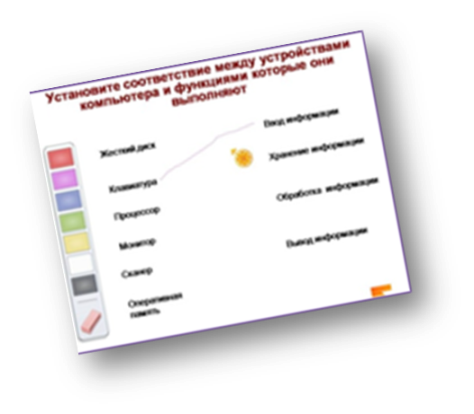 Установите соответствие между устройствами
компьютера и функциями которые они
выполняют
Жесткий диск
Клавиатура
Процессор
Монитор
Сканер
Оперативная
память
Ввод информации
Хранение информации
Обработка информации
Вывод информации